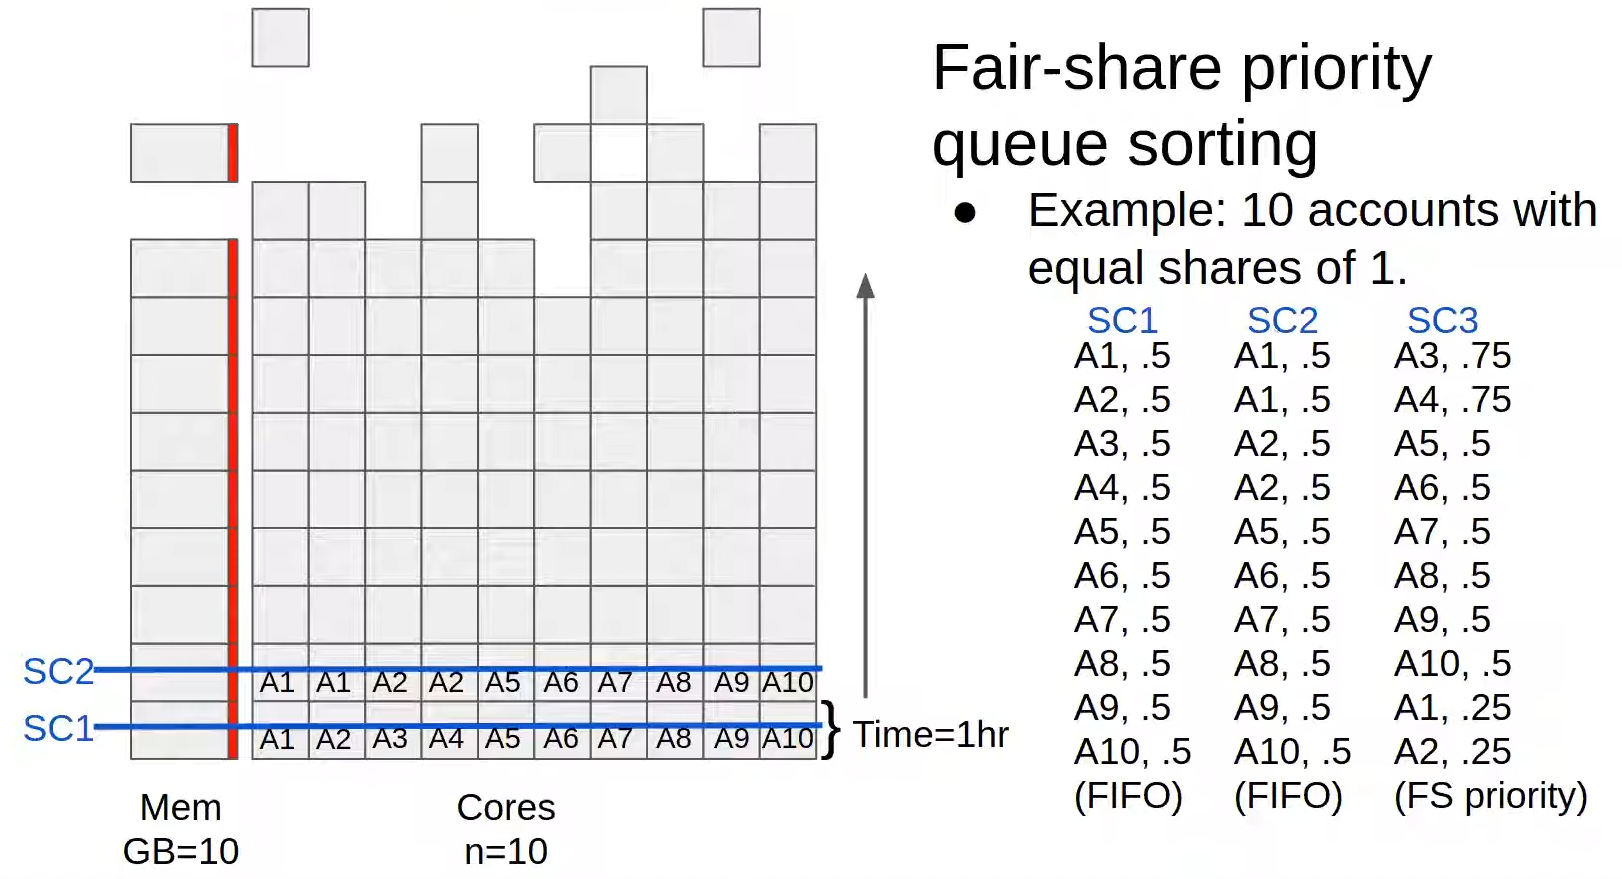 Fair-share priority
queue sorting
● Example: 10 accounts with
equal shares of 1.
SC1 SC2 SC3
A1, .5 A1, .5 A3, .75
A2, .5 A1, .5 A4, .75
A3, .5 A2, .5 A5, .5
A4, .5 A2, .5 A6, .5
A5, .5 A5, .5 A7, .5
A6, .5 A6, .5 A8, .5
A7, .5 A7, .5 A9, .5
A8, .5 A8, .5 A10, .5
A9, .5 A9, .5 A1, .25
A10, .5 A10, .5 A2, .25
(FIFO) (FIFO) (FS priority)
SC2
A1 A1 A2 A2 A5 A6 A7 A8 A9 A10
SC1
A1 A2 A3 A4 A5 A6 A7 A8 A9 A10
} Time=1hr
Mem
GB=10
Cores
n=10